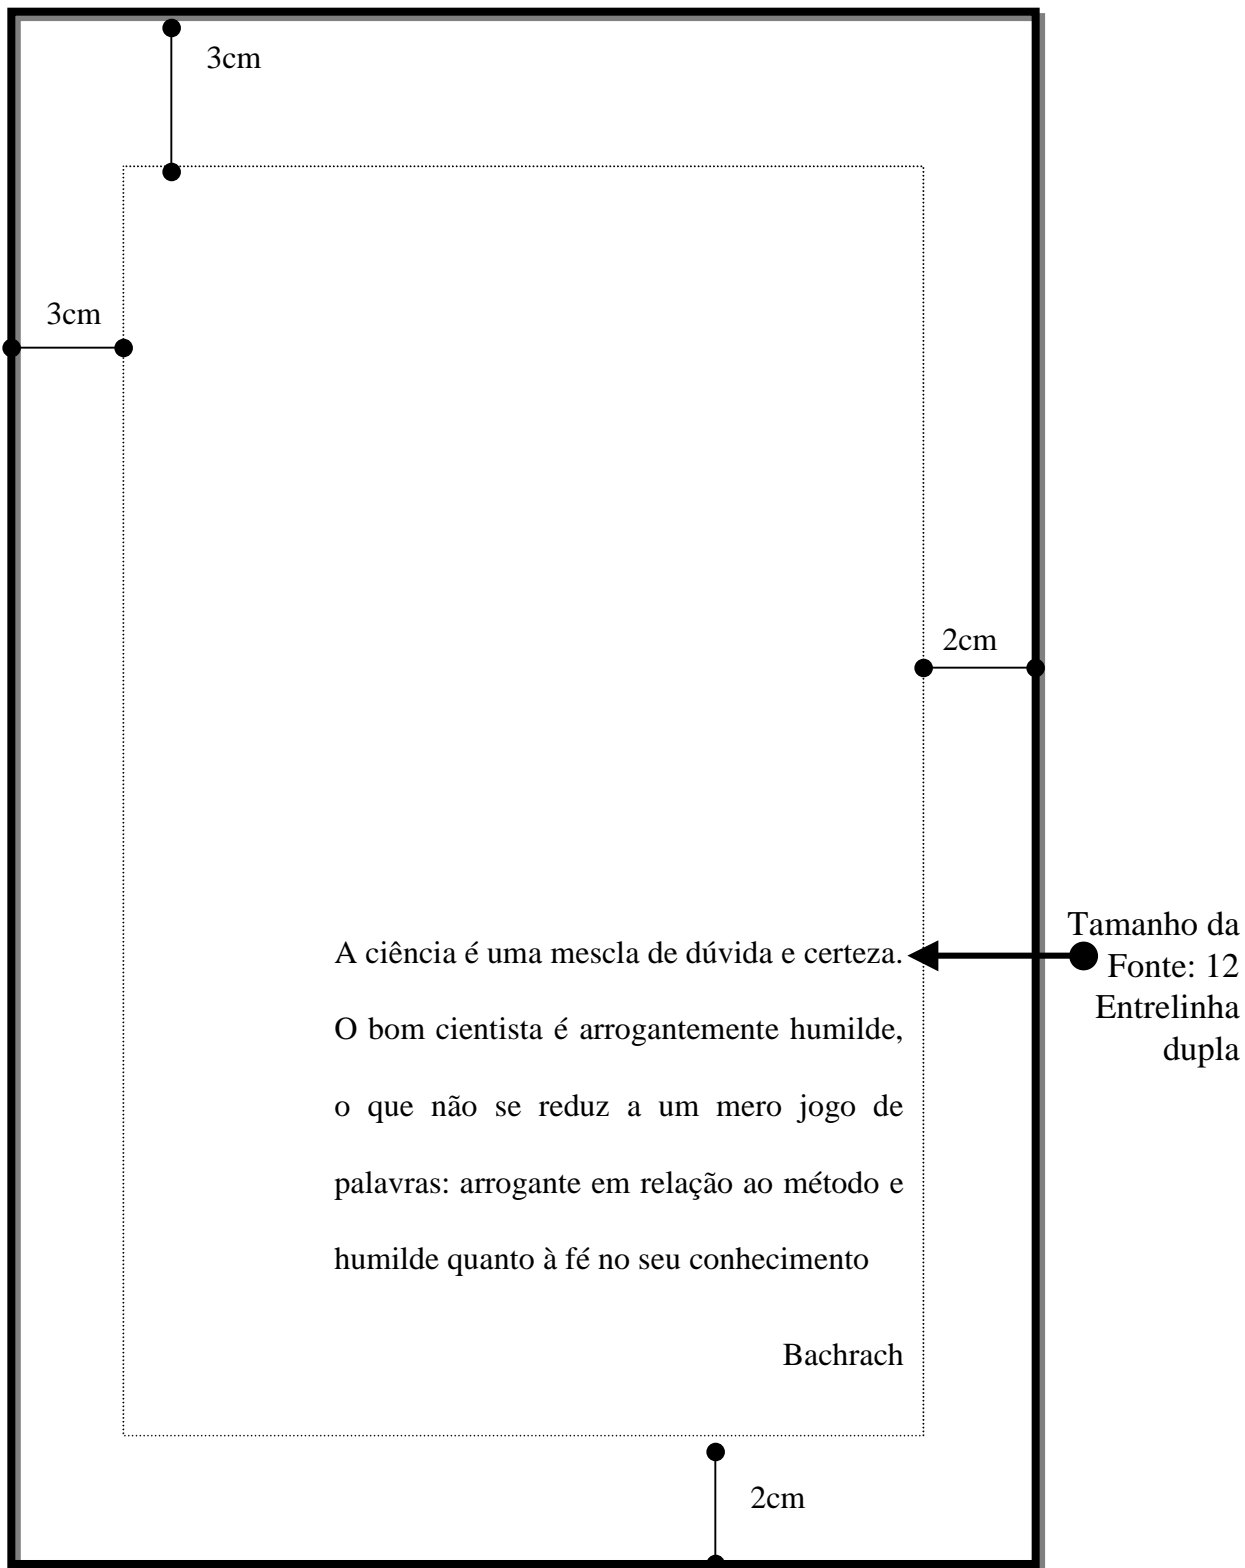 3cm
3cm
2cm
A ciência é uma mescla de dúvida e certeza.
O bom cientista é arrogantemente humilde,
o que não se reduz a um mero jogo de
palavras: arrogante em relação ao método e
humilde quanto à fé no seu conhecimento
Bachrach
Tamanho da
Fonte: 12
Entrelinha
dupla
2cm